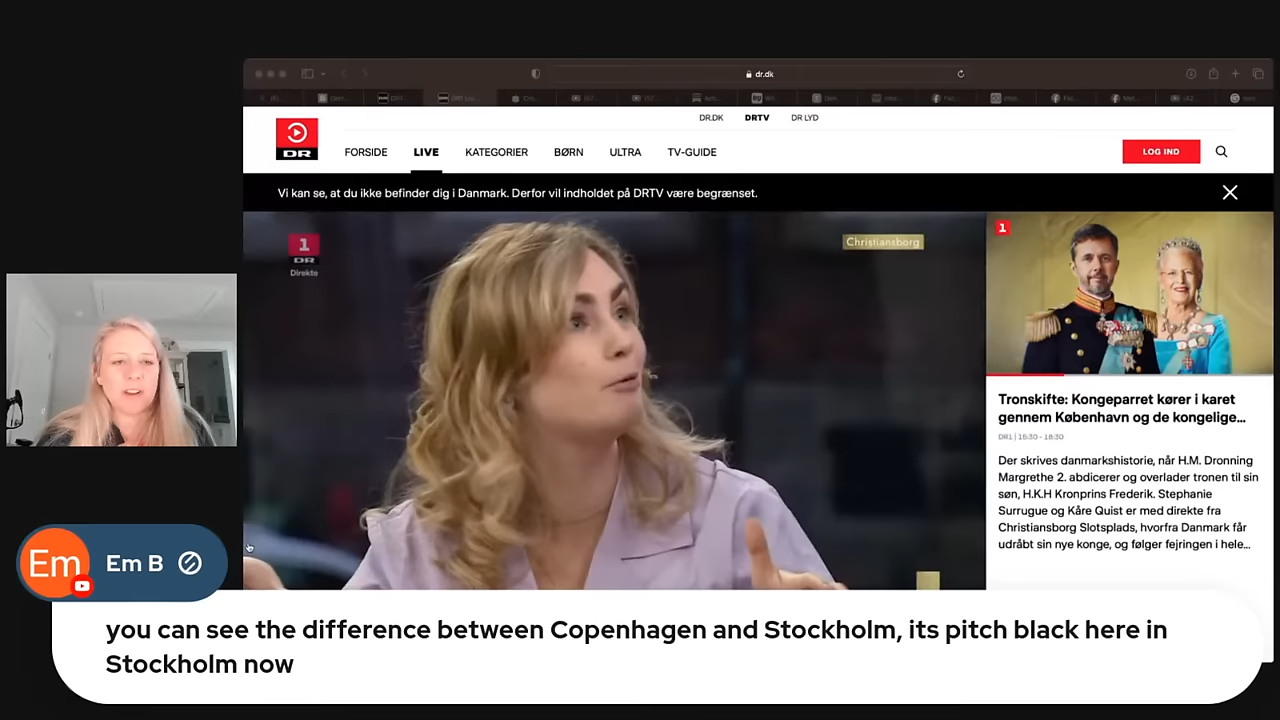 dr.dk
DR.DK DRTV DR LYD
DR
FORSIDE LIVE KATEGORIER BØRN ULTRA TV-GUIDE
LOG IND
Vi kan se, at du ikke befinder dig i Danmark. Derfor vil indholdet på DRTV være begrænset.
1
DR
Direkte
Christiansborg
1
Tronskifte: Kongeparret kører i karet
gennem København og de kongelige...
DR1 | 15:30 - 18:30
Der skrives danmarkshistorie, når H.M. Dronning
Margrethe 2. abdicerer og overlader tronen til sin
søn, H.K.H Kronprins Frederik. Stephanie
Surrugue og Kåre Quist er med direkte fra
Christiansborg Slotsplads, hvorfra Danmark får
udråbt sin nye konge, og følger fejringen i hele...
Em
Em B
you can see the difference between Copenhagen and Stockholm, its pitch black here in
Stockholm now